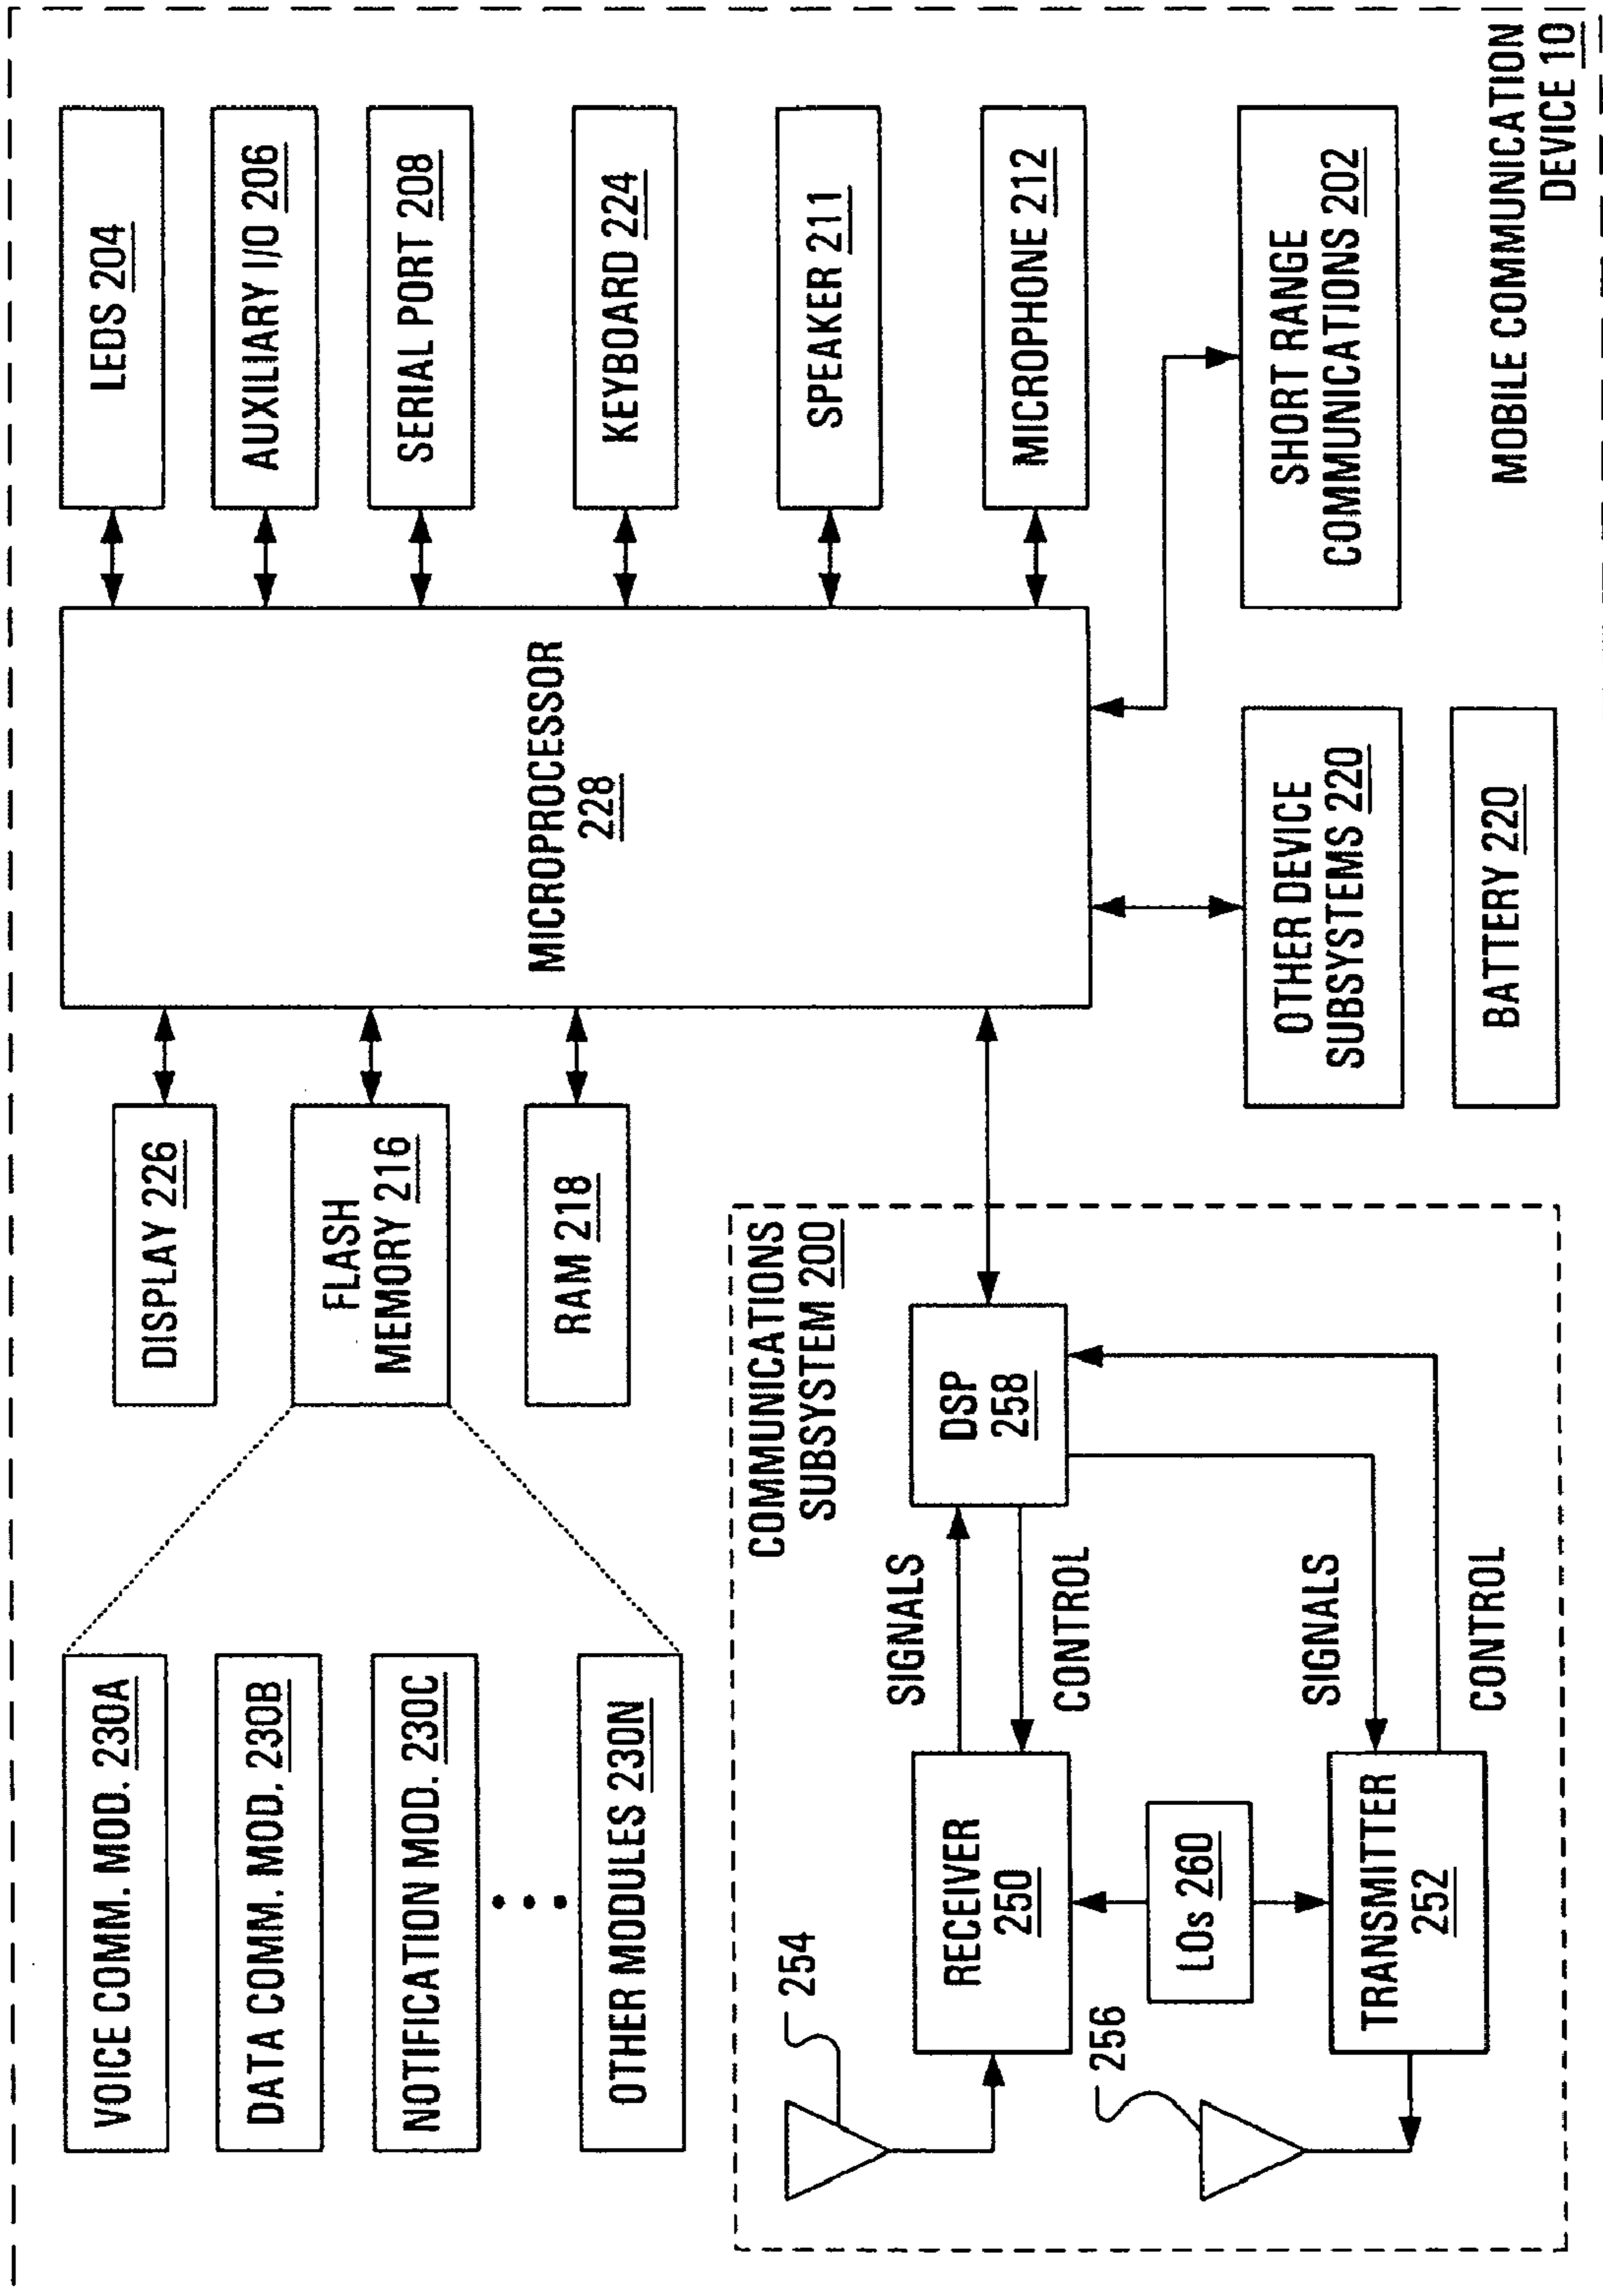 VOICE COMM. MOD. 230A
DATA COMM. MOD. 230B
NOTIFICATION MOD. 230C
OTHER MODULES 230N
DISPLAY 226
FLASH
MEMORY 216
RAM 218
MICROPROCESSOR
228
LEDS 204
AUXILIARY I/O 206
SERIAL PORT 208
KEYBOARD 224
SPEAKER 211
MICROPHONE 212
COMMUNICATIONS
SUBSYSTEM 200
254
RECEIVER
250
SIGNALS
CONTROL
DSP
258
256
LOs 260
TRANSMITTER
252
SIGNALS
CONTROL
OTHER DEVICE
SUBSYSTEMS 220
BATTERY 220
SHORT RANGE
COMMUNICATIONS 202
MOBILE COMMUNICATION
DEVICE 10